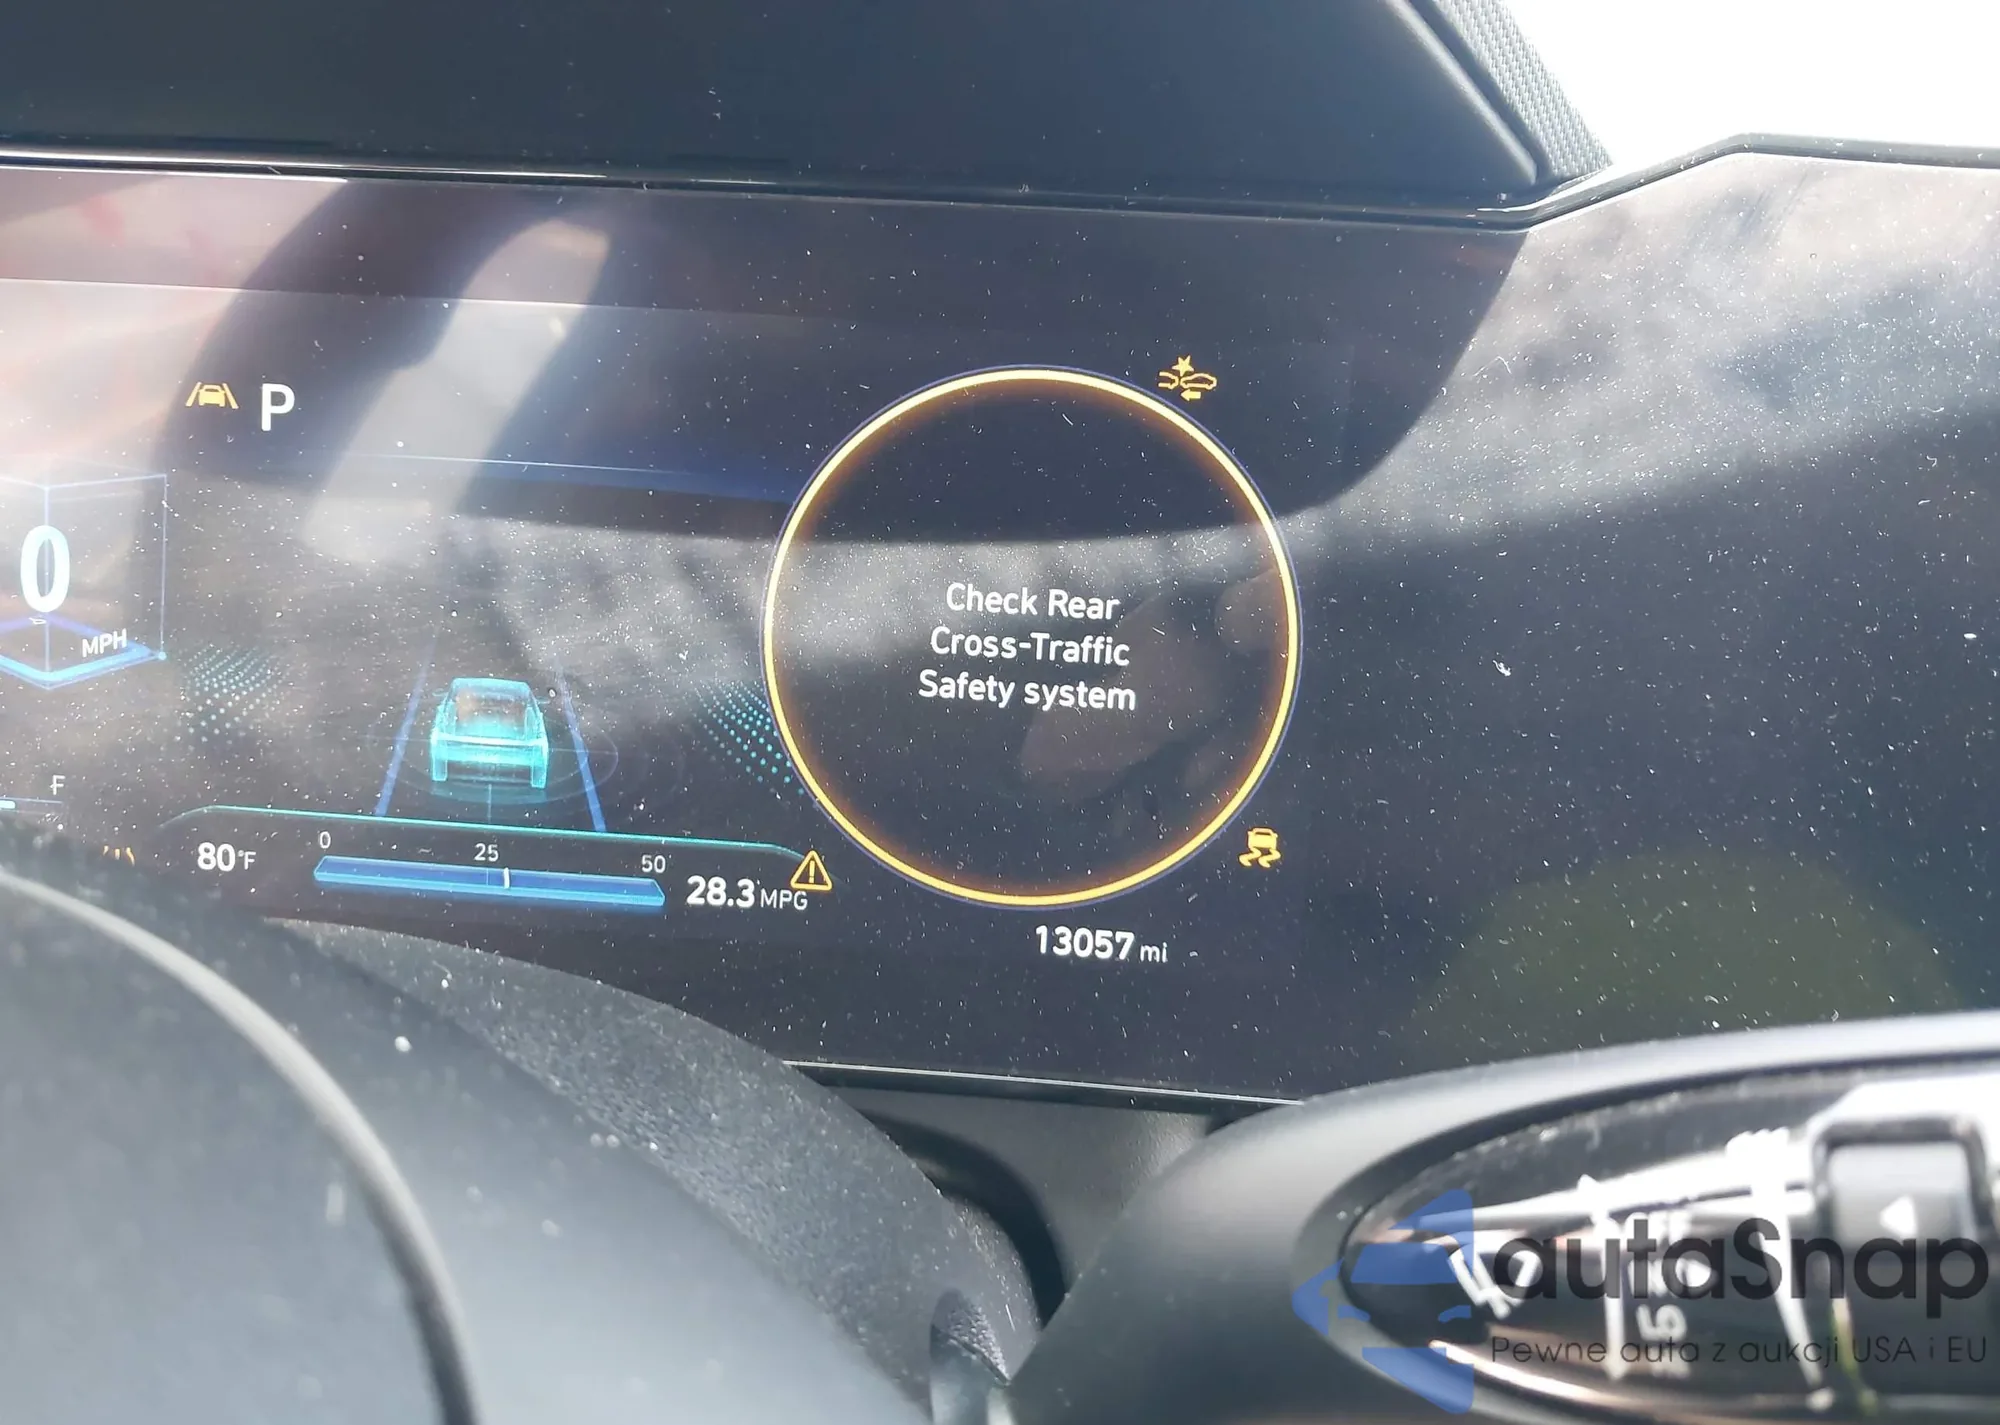 P
0
MPH
Check Rear
Cross-Traffic
Safety system
F
80°F
0
25
50
28.3 MPG
13057 mi
autaSnap
Pewne auta z aukcji USA i EU